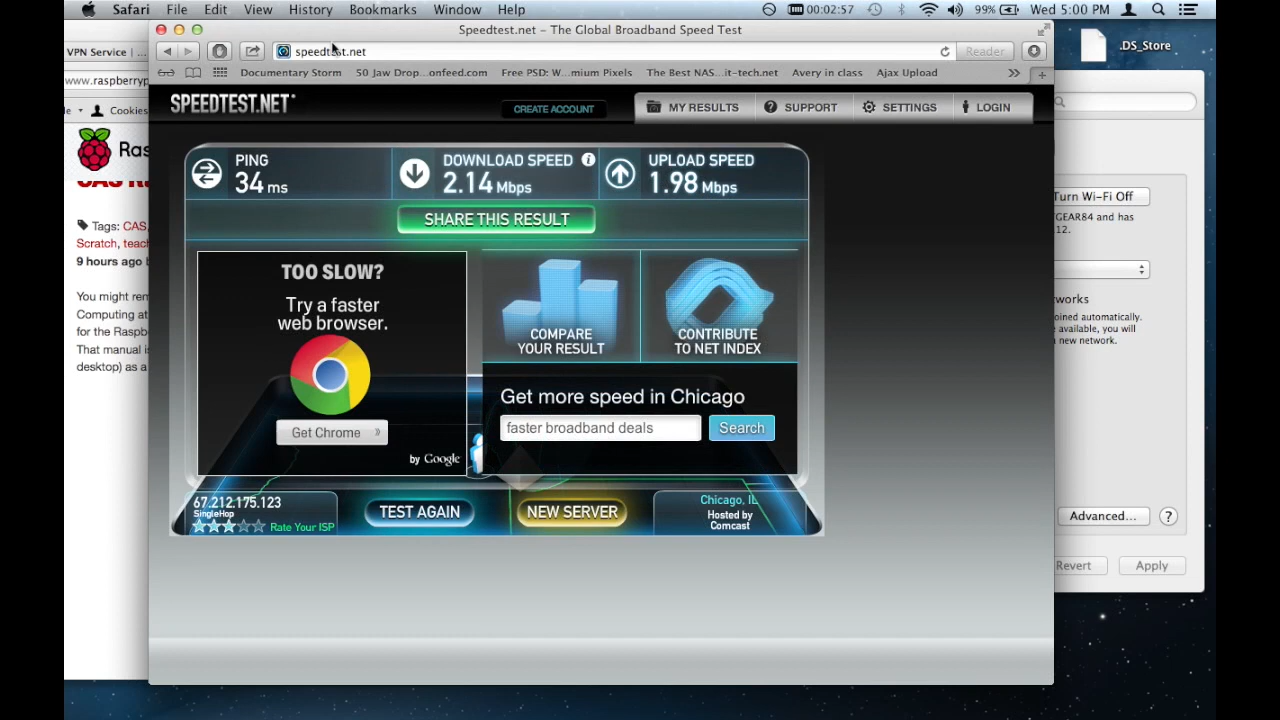 Safari File Edit View History Bookmarks Window Help 00:02:57 99% Wed 5:00 PM
Speedtest.net – The Global Broadband Speed Test
.DS_Store
VPN Service | ...
speedtest.net
Reader
Documentary Storm 50 Jaw Drop...onfeed.com Free PSD: W...mium Pixels The Best NAS...it-tech.net Avery in class Ajax Upload
www.raspberryp
Cookies
SPEEDTEST.NET
CREATE ACCOUNT
MY RESULTS SUPPORT SETTINGS LOGIN
Ras
PING
34 ms
DOWNLOAD SPEED
2.14 Mbps
UPLOAD SPEED
1.98 Mbps
SHARE THIS RESULT
Tags: CAS,
Scratch, teac
9 hours ago b
You might rem
Computing at
for the Raspbe
That manual is
desktop) as a
TOO SLOW?
Try a faster
web browser.
Get Chrome »
by Google
COMPARE
YOUR RESULT
CONTRIBUTE
TO NET INDEX
Get more speed in Chicago
faster broadband deals
Search
67.212.175.123
SingleHop
Rate Your ISP
TEST AGAIN
NEW SERVER
Chicago, IL
Hosted by
Comcast
Turn Wi-Fi Off
GEAR84 and has
12.
works
oined automatically.
available, you will
new network.
Advanced... ?
Revert Apply